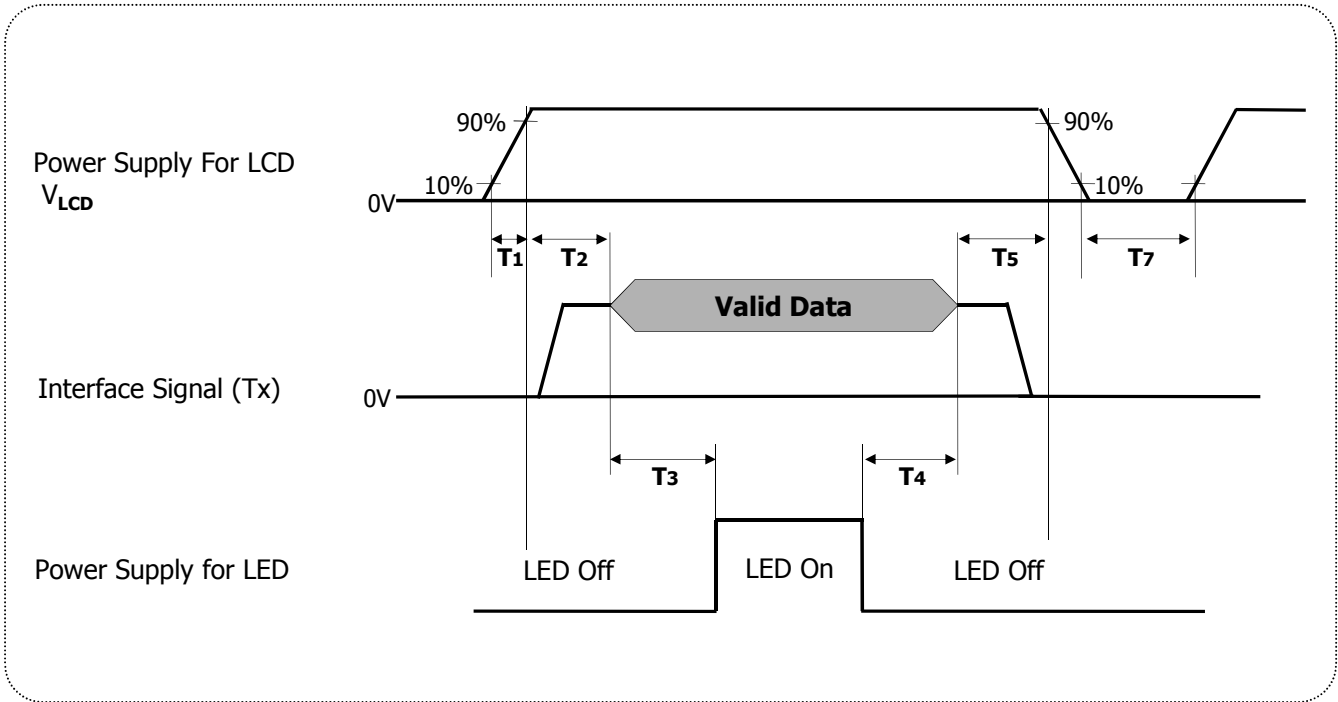 90%
90%
Power Supply For LCD
VLCD
10%
10%
0V
T1
T2
T5
T7
Valid Data
Interface Signal (Tx)
0V
T3
T4
Power Supply for LED
LED Off
LED On
LED Off